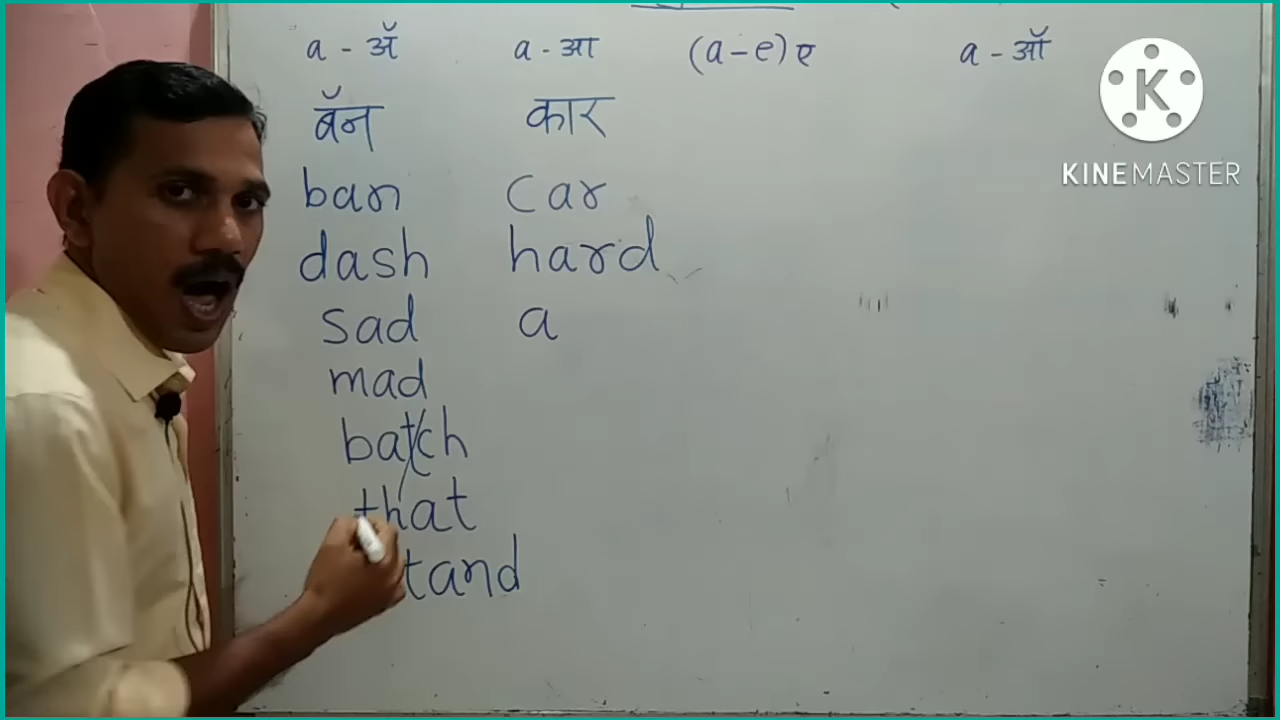 a - अ‍ॅ a - आ (a-e) ए a - ऑ
बॅन कार
ban car
dash hard
sad a
mad
batch
that
tand
K
KINEMASTER